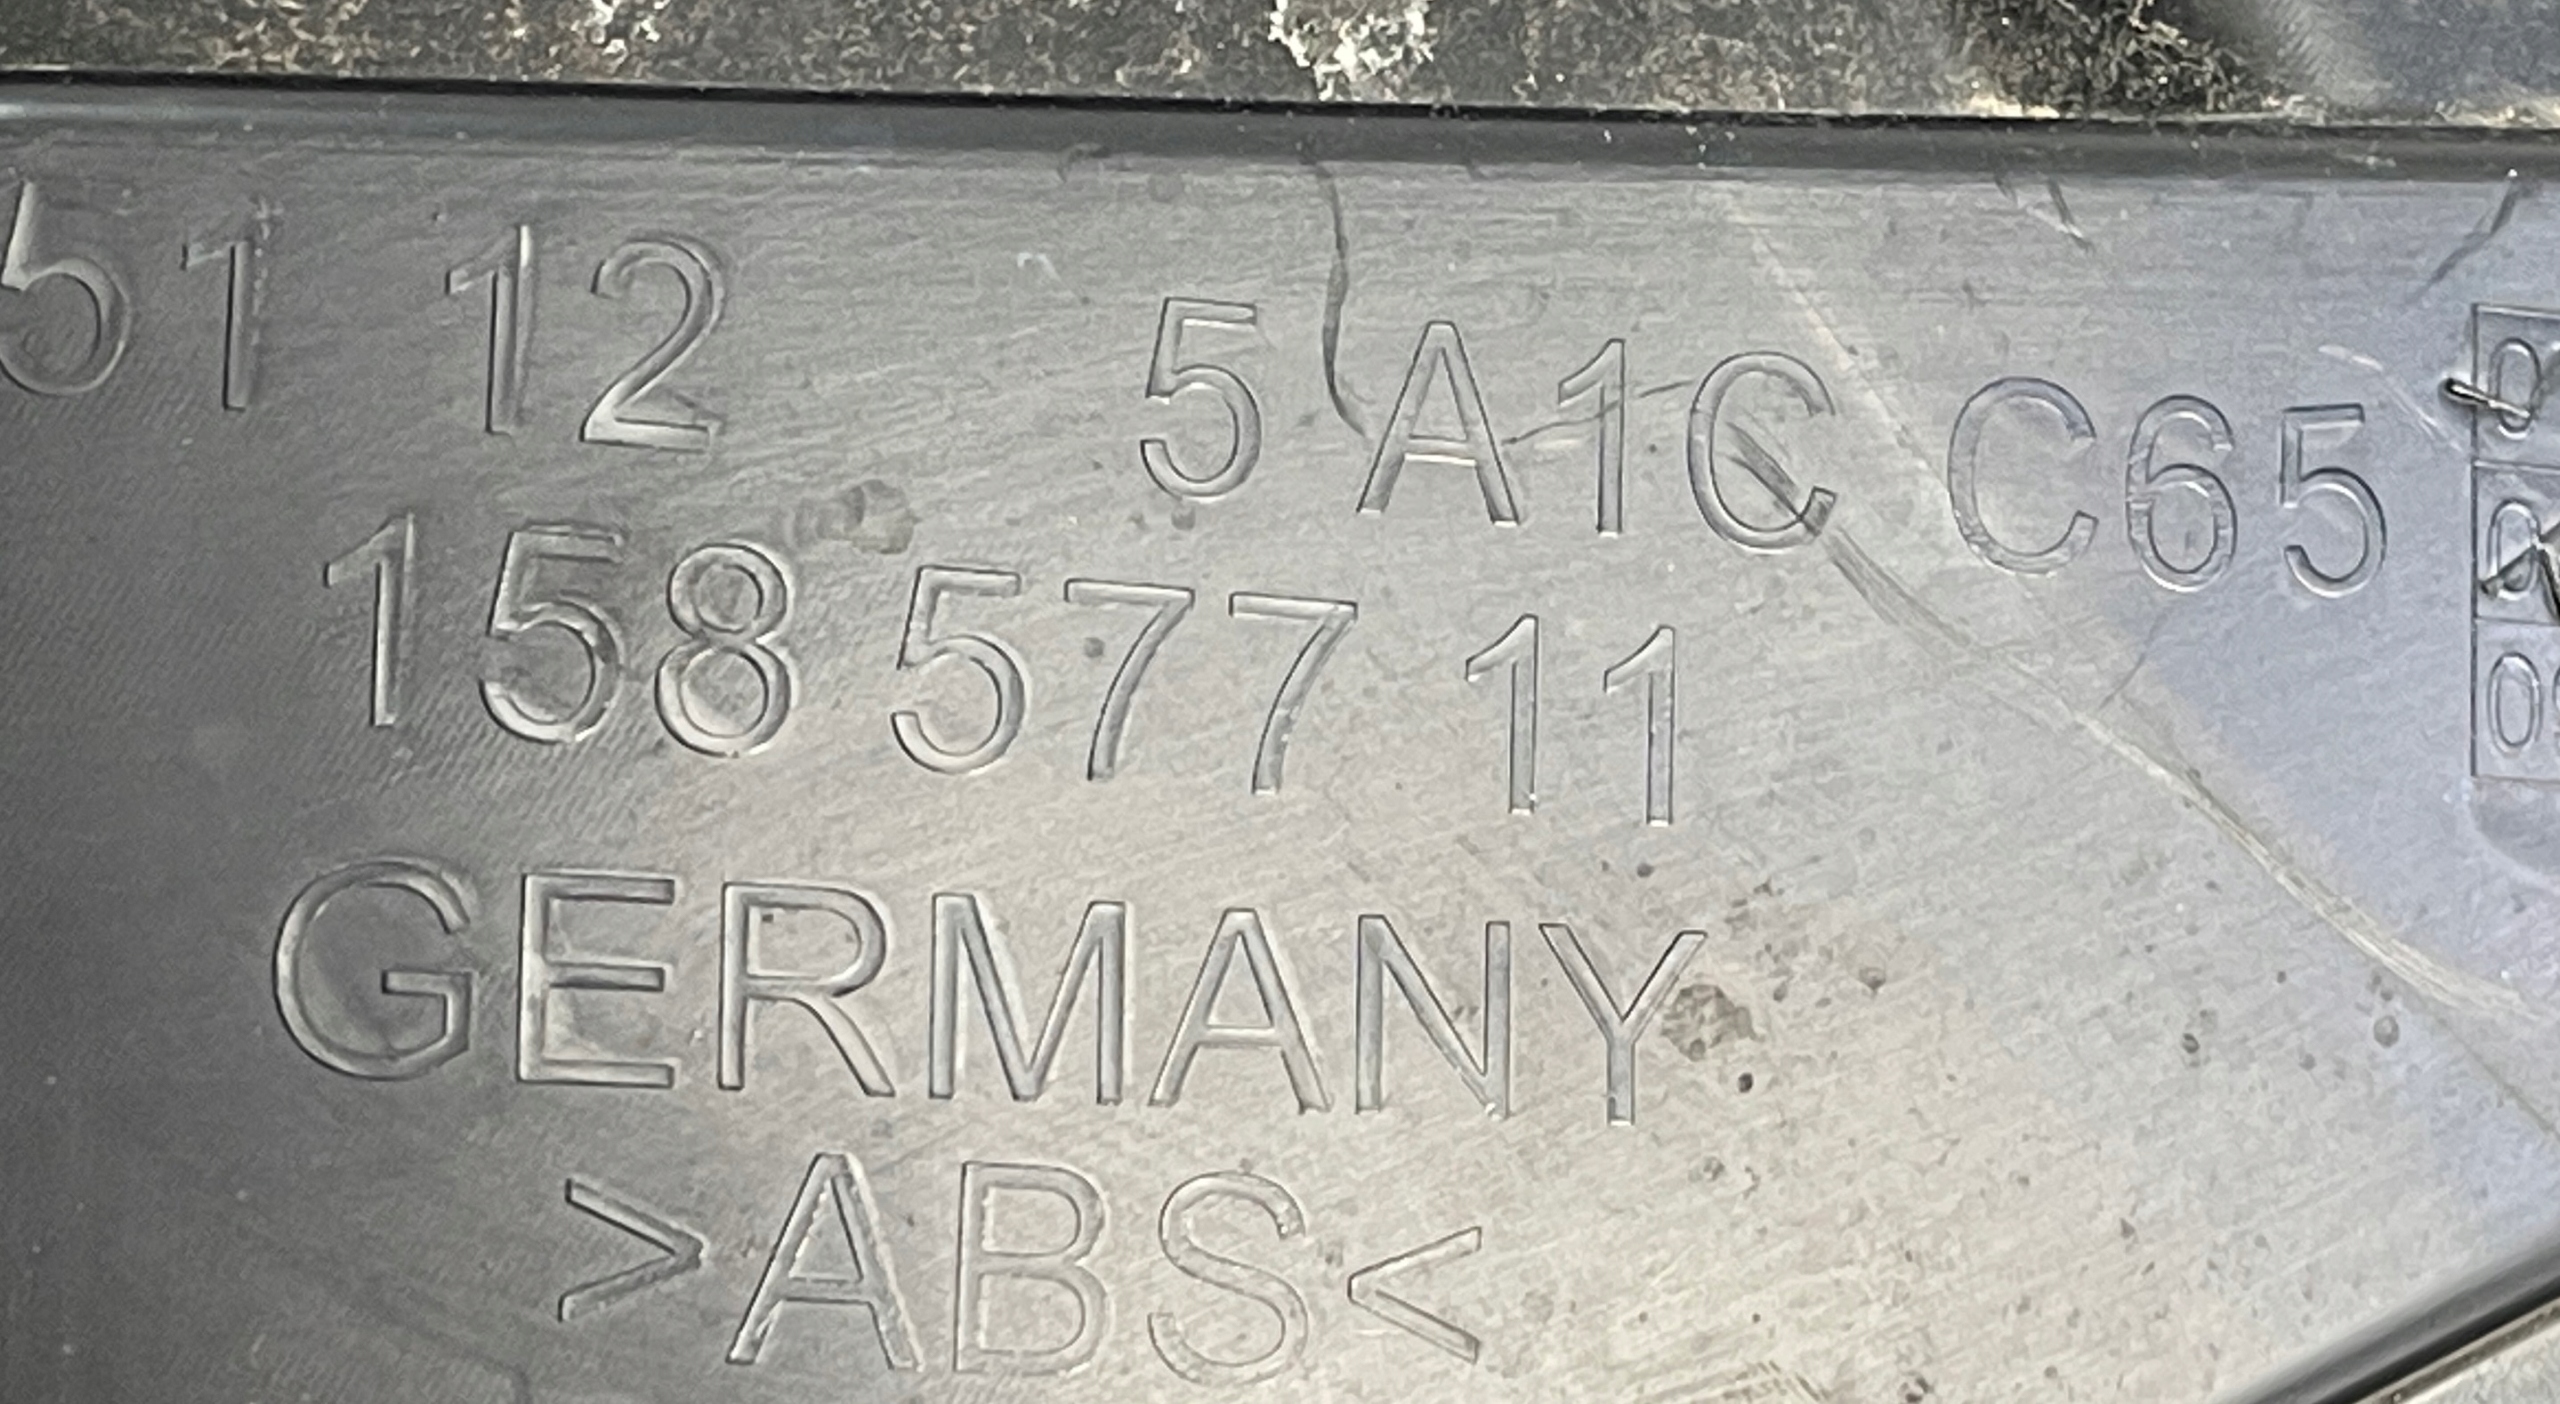 51 12 5 A1C C65
158 577 11
GERMANY
>ABS<